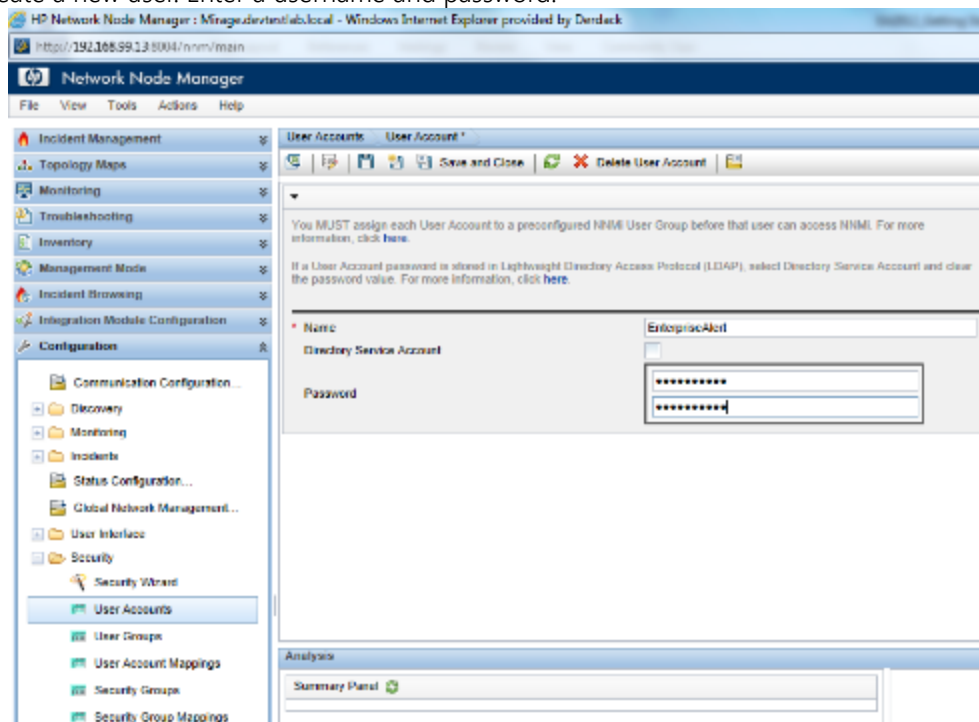 eate a new user. Enter a username and password.
HP Network Node Manager : Mirage.devtestlab.local - Windows Internet Explorer provided by Derdack
http://192.168.99.13:8004/nnm/main
Network Node Manager
File View Tools Actions Help
Incident Management
Topology Maps
Monitoring
Troubleshooting
Inventory
Management Mode
Incident Browsing
Integration Module Configuration
Configuration
Communication Configuration...
Discovery
Monitoring
Incidents
Status Configuration...
Global Network Management...
User Interface
Security
Security Wizard
User Accounts
User Groups
User Account Mappings
Security Groups
Security Group Mappings
User Accounts User Account *
Save and Close Delete User Account
You MUST assign each User Account to a preconfigured NNMi User Group before that user can access NNMi. For more
information, click here.
If a User Account password is stored in Lightweight Directory Access Protocol (LDAP), select Directory Service Account and clear
the password value. For more information, click here.
* Name EnterpriseAlert
Directory Service Account
Password
Analysis
Summary Panel